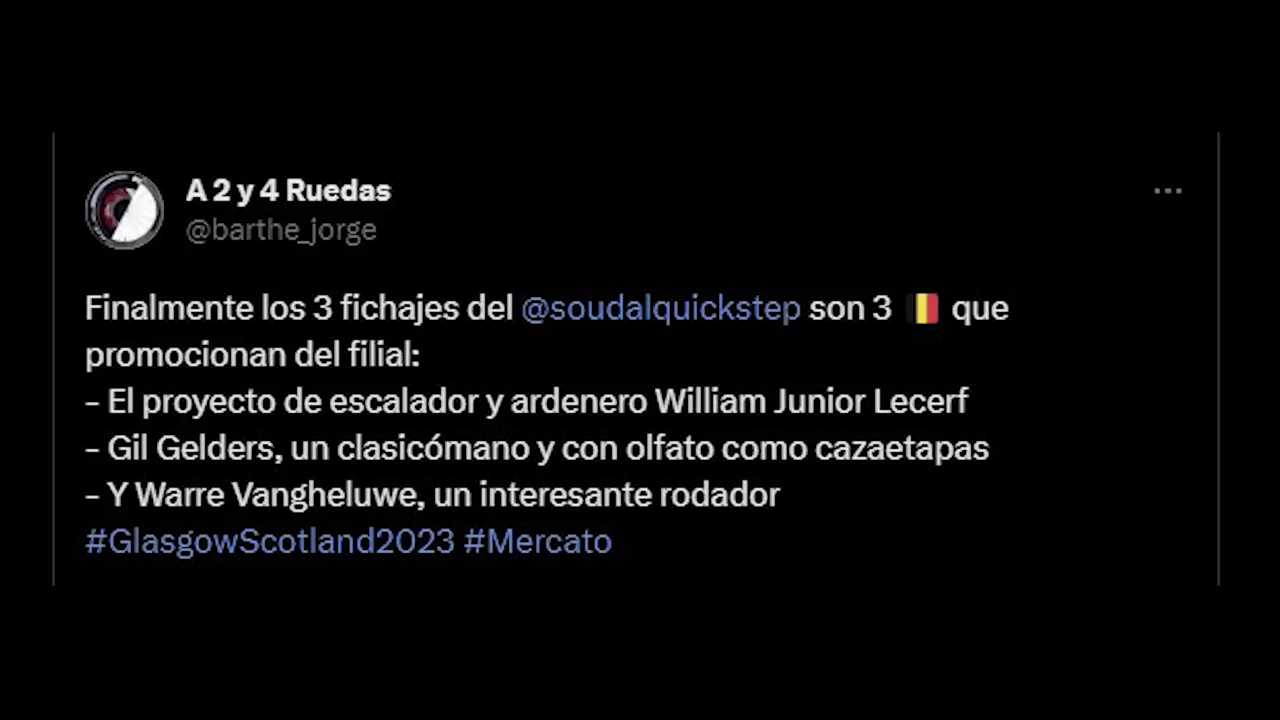 A 2 y 4 Ruedas
@barthe_jorge
Finalmente los 3 fichajes del @soudalquickstep son 3 🇧🇪 que
promocionan del filial:
– El proyecto de escalador y ardenero William Junior Lecerf
– Gil Gelders, un clasicómano y con olfato como cazaetapas
– Y Warre Vangheluwe, un interesante rodador
#GlasgowScotland2023 #Mercato